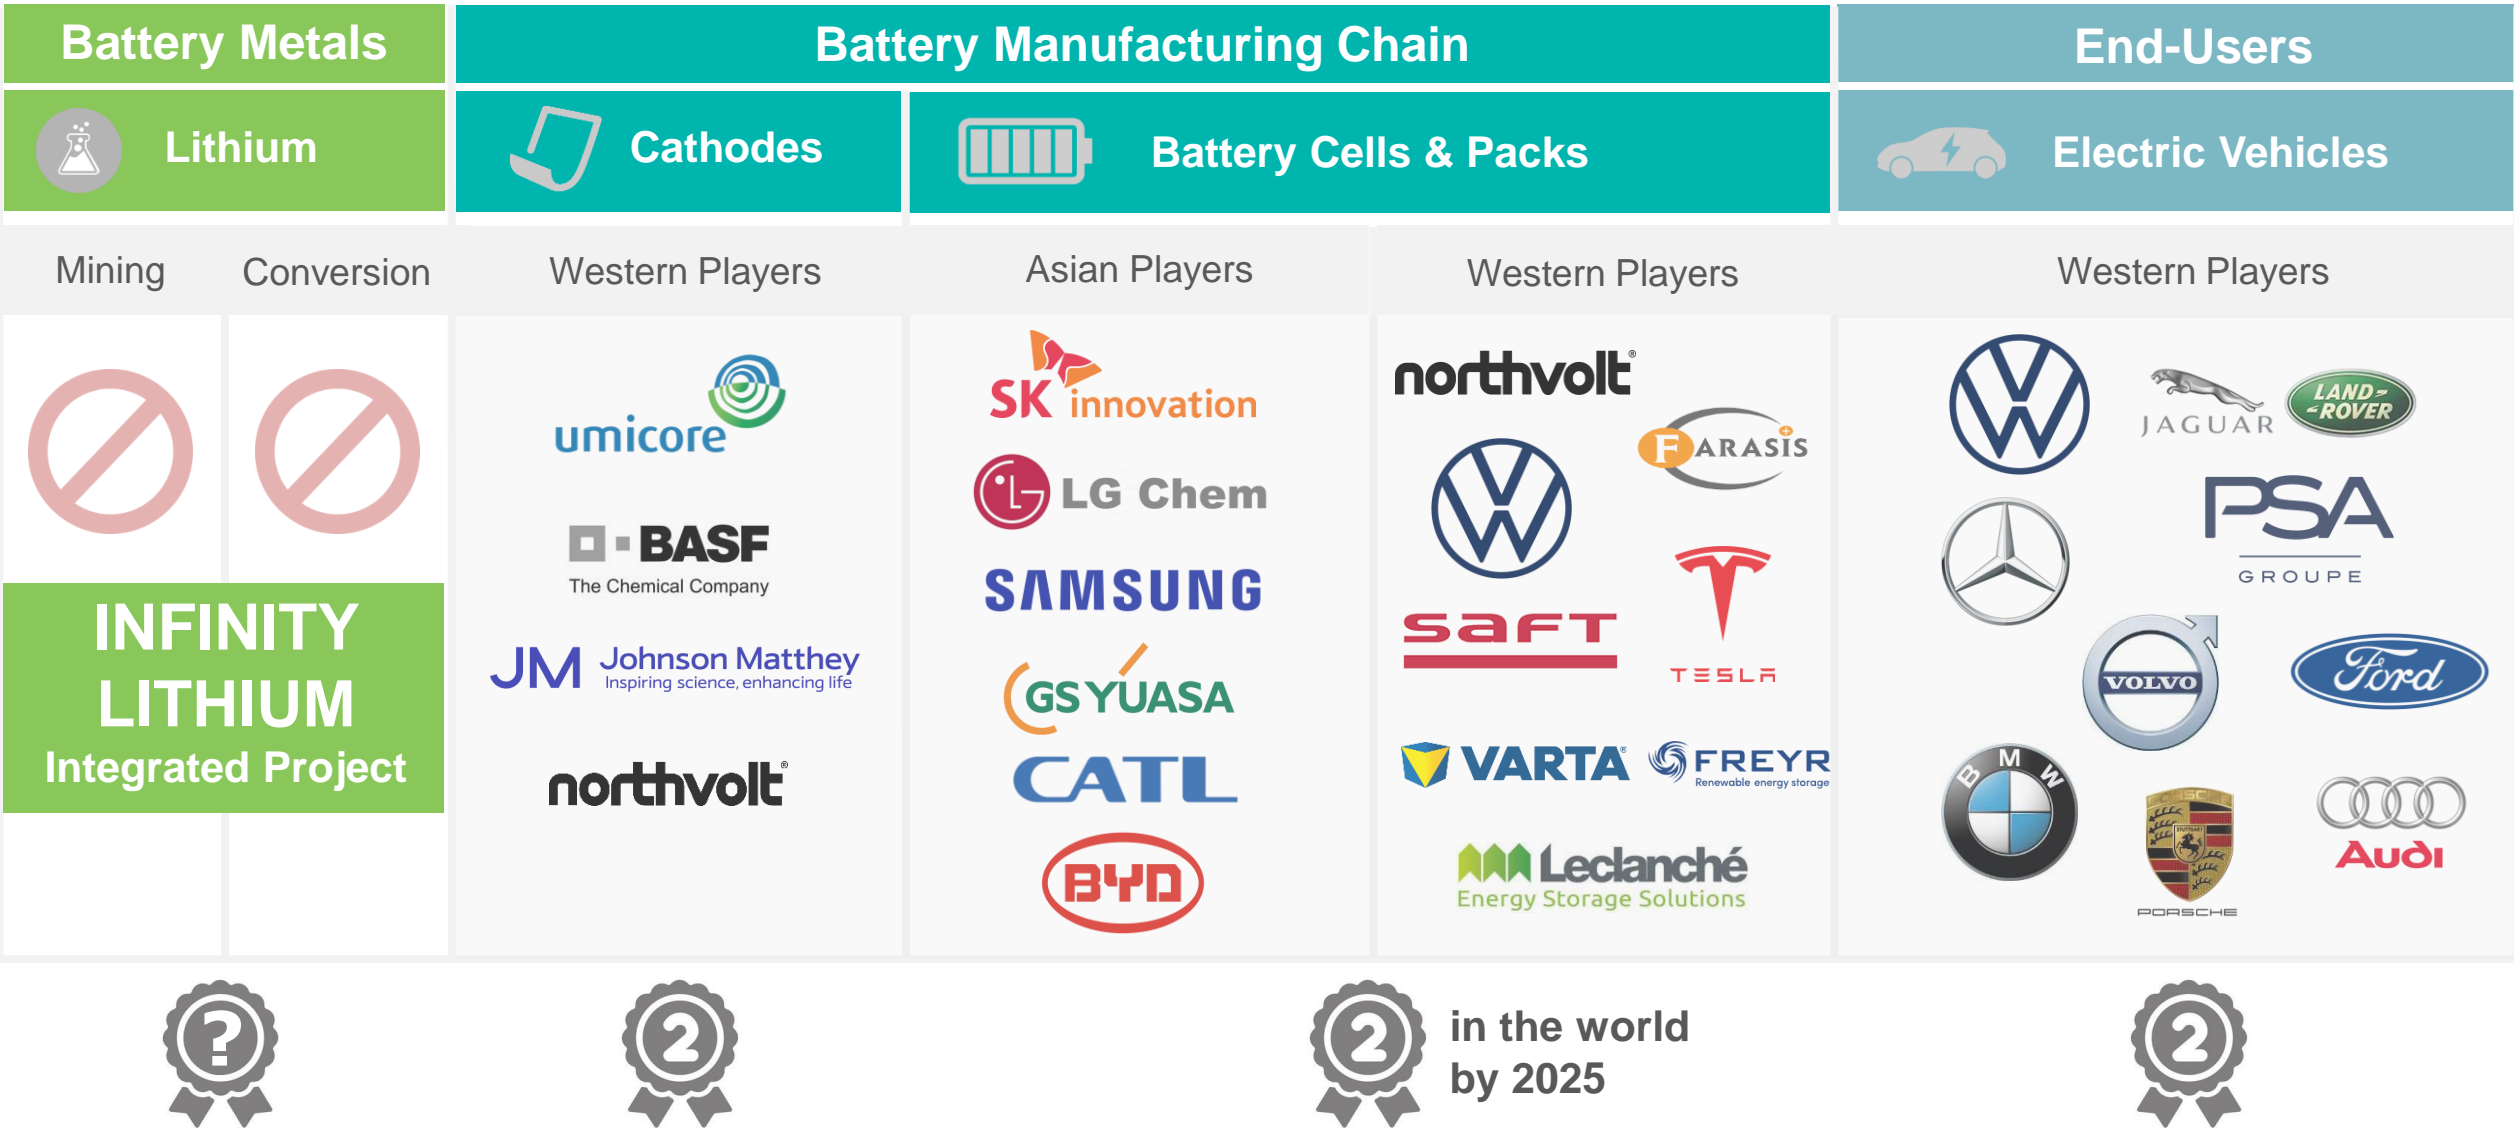 Battery Metals
Battery Manufacturing Chain
End-Users
Lithium
Cathodes
Battery Cells & Packs
Electric Vehicles
Mining
Conversion
Western Players
Asian Players
Western Players
Western Players
INFINITY
LITHIUM
Integrated Project
umicore
BASF
The Chemical Company
JM Johnson Matthey
Inspiring science, enhancing life
northvolt®
SK innovation
LG Chem
SAMSUNG
GS YUASA
CATL
BYD
northvolt®
FARASIS
VW
SAFT
TESLA
VARTA®
FREYR
Renewable energy storage
Leclanché
Energy Storage Solutions
VW
JAGUAR
LAND-
ROVER
PSA
GROUPE
VOLVO
Ford
BMW
PORSCHE
STUTTGART
PORSCHE
Audi
?
2
2
in the world
by 2025
2